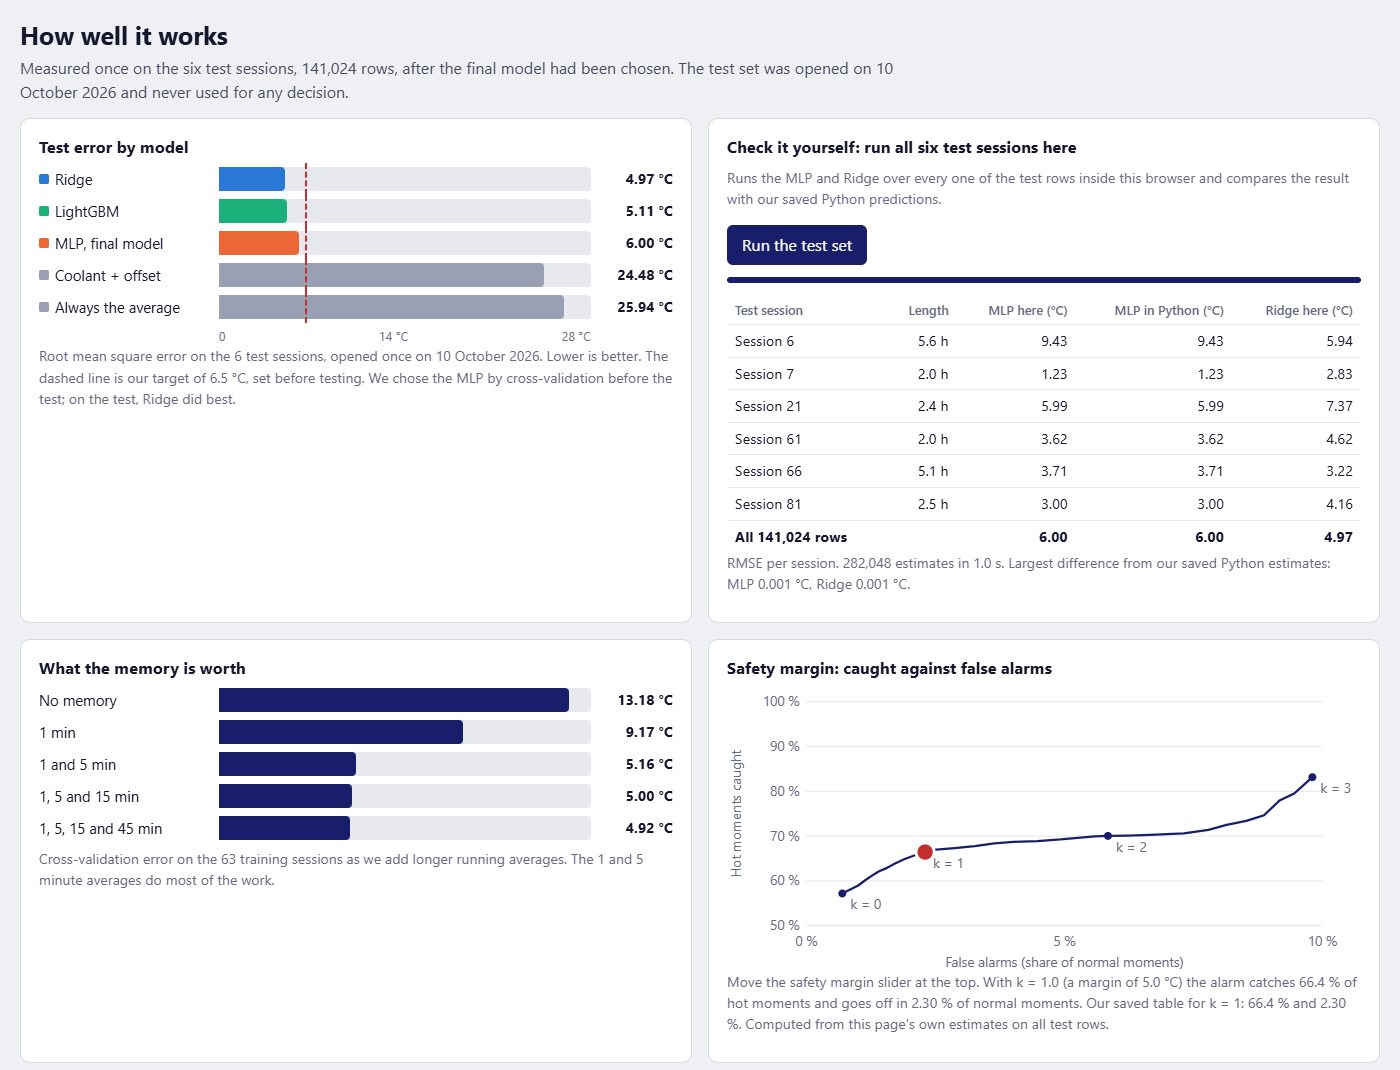 How well it works
Measured once on the six test sessions, 141,024 rows, after the final model had been chosen. The test set was opened on 10
October 2026 and never used for any decision.
Test error by model
Ridge 4.97 °C
LightGBM 5.11 °C
MLP, final model 6.00 °C
Coolant + offset 24.48 °C
Always the average 25.94 °C
0 14 °C 28 °C
Root mean square error on the 6 test sessions, opened once on 10 October 2026. Lower is better. The
dashed line is our target of 6.5 °C, set before testing. We chose the MLP by cross-validation before the
test; on the test, Ridge did best.
Check it yourself: run all six test sessions here
Runs the MLP and Ridge over every one of the test rows inside this browser and compares the result
with our saved Python predictions.
Run the test set
Test session Length MLP here (°C) MLP in Python (°C) Ridge here (°C)
Session 6 5.6 h 9.43 9.43 5.94
Session 7 2.0 h 1.23 1.23 2.83
Session 21 2.4 h 5.99 5.99 7.37
Session 61 2.0 h 3.62 3.62 4.62
Session 66 5.1 h 3.71 3.71 3.22
Session 81 2.5 h 3.00 3.00 4.16
All 141,024 rows 6.00 6.00 4.97
RMSE per session. 282,048 estimates in 1.0 s. Largest difference from our saved Python estimates:
MLP 0.001 °C, Ridge 0.001 °C.
What the memory is worth
No memory 13.18 °C
1 min 9.17 °C
1 and 5 min 5.16 °C
1, 5 and 15 min 5.00 °C
1, 5, 15 and 45 min 4.92 °C
Cross-validation error on the 63 training sessions as we add longer running averages. The 1 and 5
minute averages do most of the work.
Safety margin: caught against false alarms
Hot moments caught
100 %
90 %
80 %
70 %
60 %
50 %
k = 0
k = 1
k = 2
k = 3
0 % 5 % 10 %
False alarms (share of normal moments)
Move the safety margin slider at the top. With k = 1.0 (a margin of 5.0 °C) the alarm catches 66.4 % of
hot moments and goes off in 2.30 % of normal moments. Our saved table for k = 1: 66.4 % and 2.30
%. Computed from this page's own estimates on all test rows.